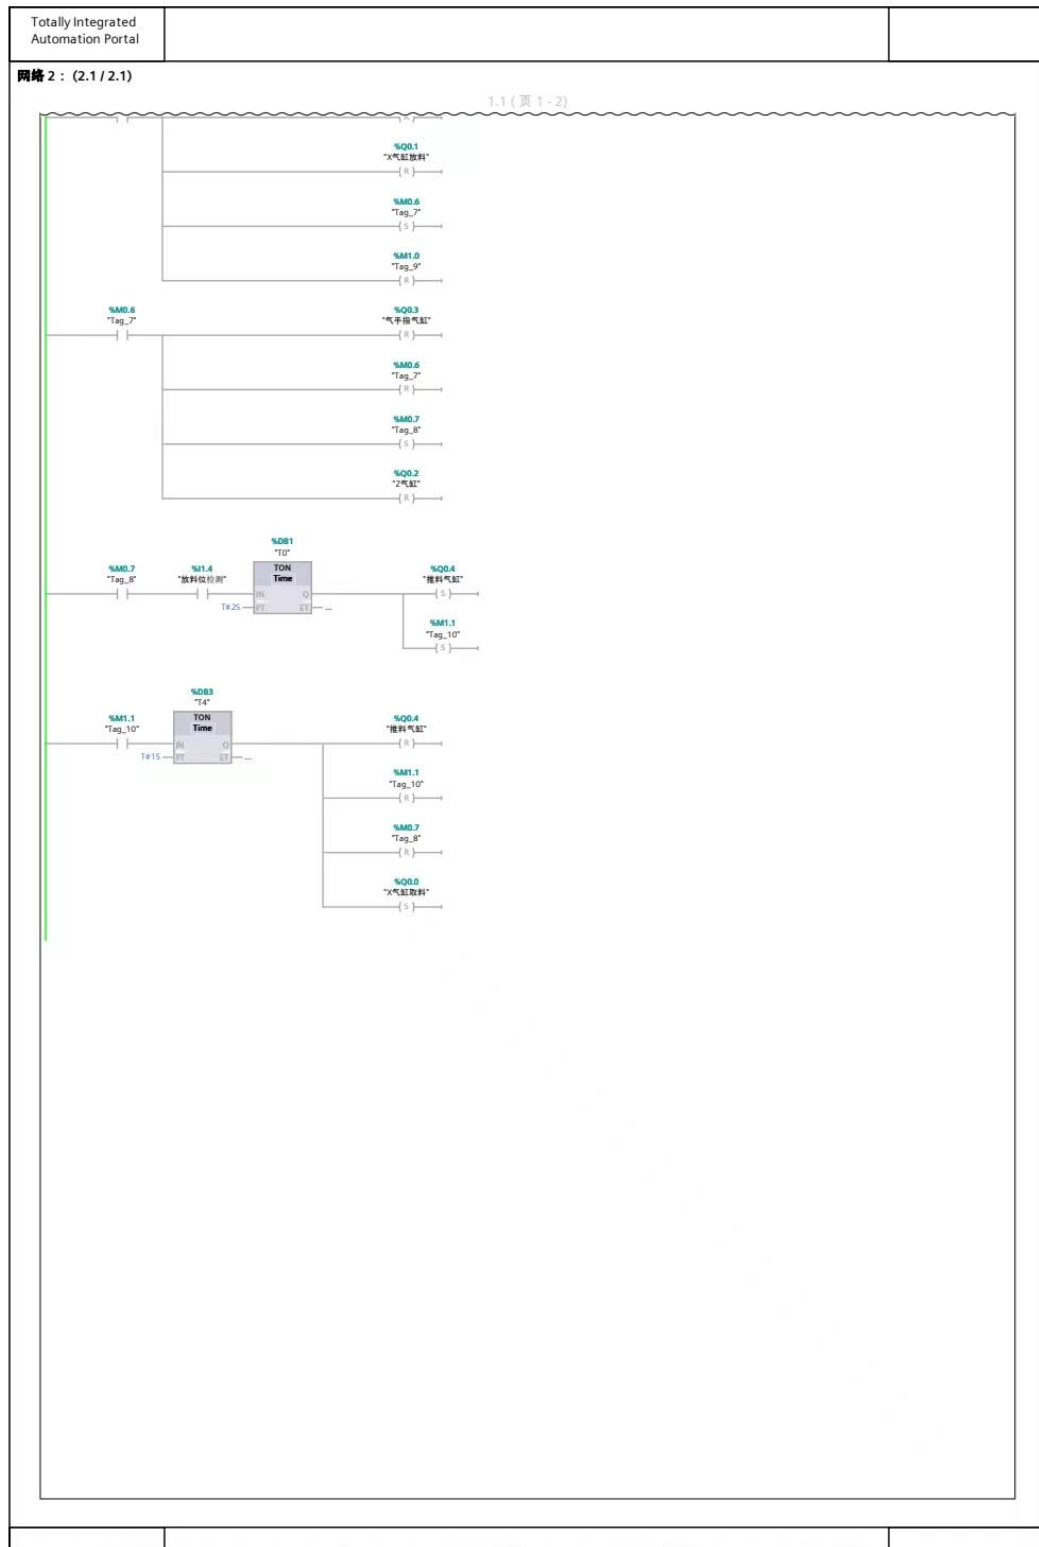 Totally Integrated
Automation Portal
网络 2： (2.1 / 2.1)
1.1 ( 页 1 - 2)
R
%Q0.1
"X气缸放料"
R
%M0.6
"Tag_7"
S
%M1.0
"Tag_9"
R
%M0.6
"Tag_7"
%Q0.3
"气手指气缸"
R
%M0.6
"Tag_7"
R
%M0.7
"Tag_8"
S
%Q0.2
"Z气缸"
R
%DB1
"T0"
%M0.7
"Tag_8"
%I1.4
"放料位检测"
TON
Time
IN Q
T#2S PT ET ...
%Q0.4
"推料气缸"
S
%M1.1
"Tag_10"
S
%DB3
"T4"
%M1.1
"Tag_10"
TON
Time
IN Q
T#1S PT ET ...
%Q0.4
"推料气缸"
R
%M1.1
"Tag_10"
R
%M0.7
"Tag_8"
R
%Q0.0
"X气缸取料"
S